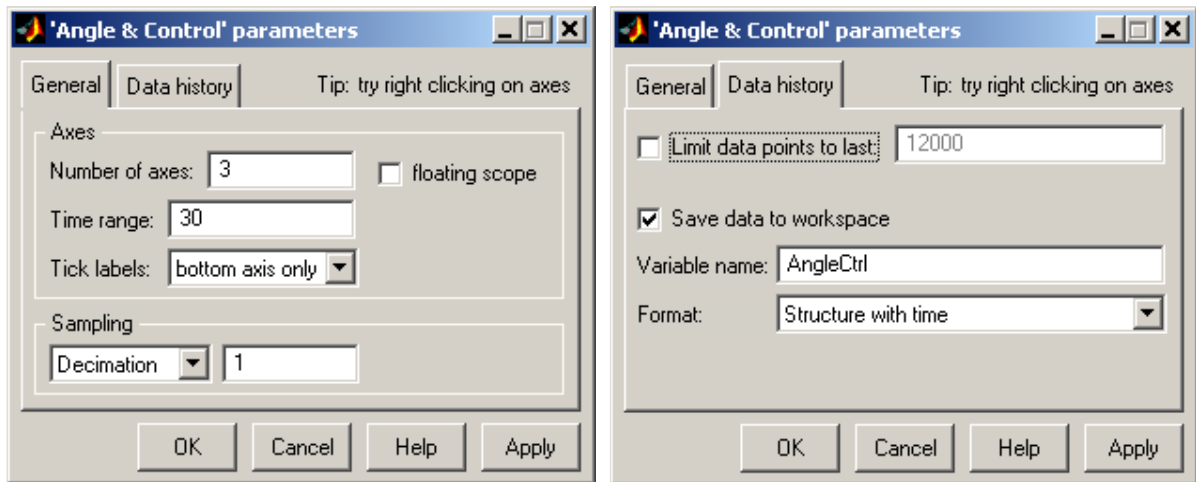 'Angle & Control' parameters
General Data history Tip: try right clicking on axes
Axes
Number of axes: 3 floating scope
Time range: 30
Tick labels: bottom axis only
Sampling
Decimation 1
OK Cancel Help Apply
'Angle & Control' parameters
General Data history Tip: try right clicking on axes
Limit data points to last: 12000
Save data to workspace
Variable name: AngleCtrl
Format: Structure with time
OK Cancel Help Apply